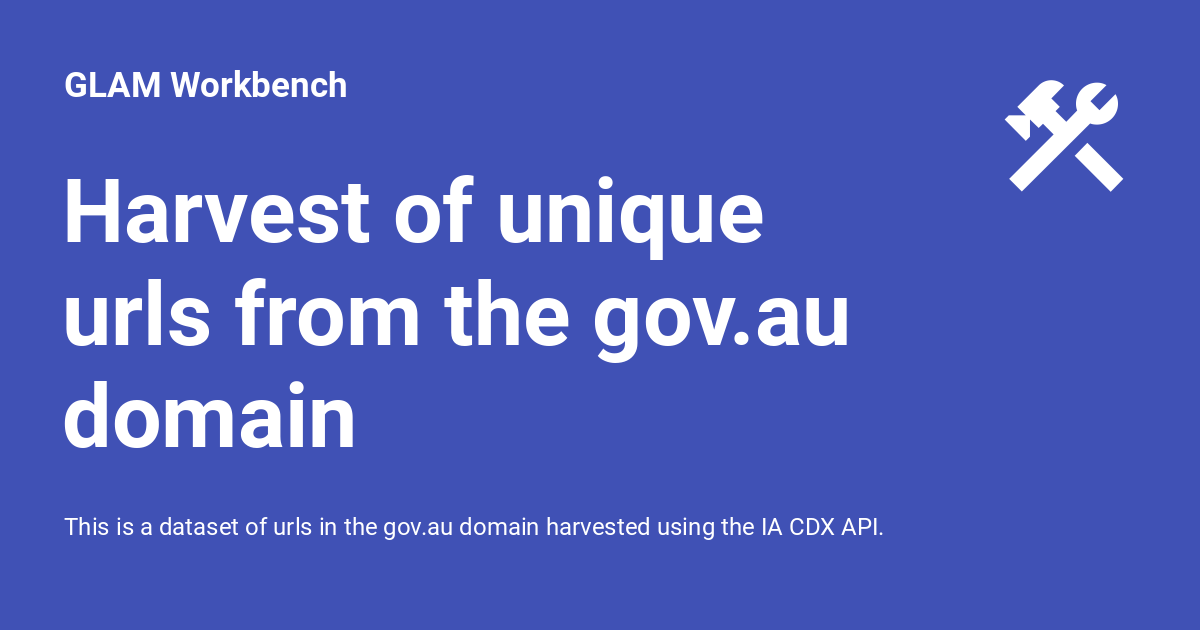 GLAM Workbench
Harvest of unique
urls from the gov.au
domain
This is a dataset of urls in the gov.au domain harvested using the IA CDX API.